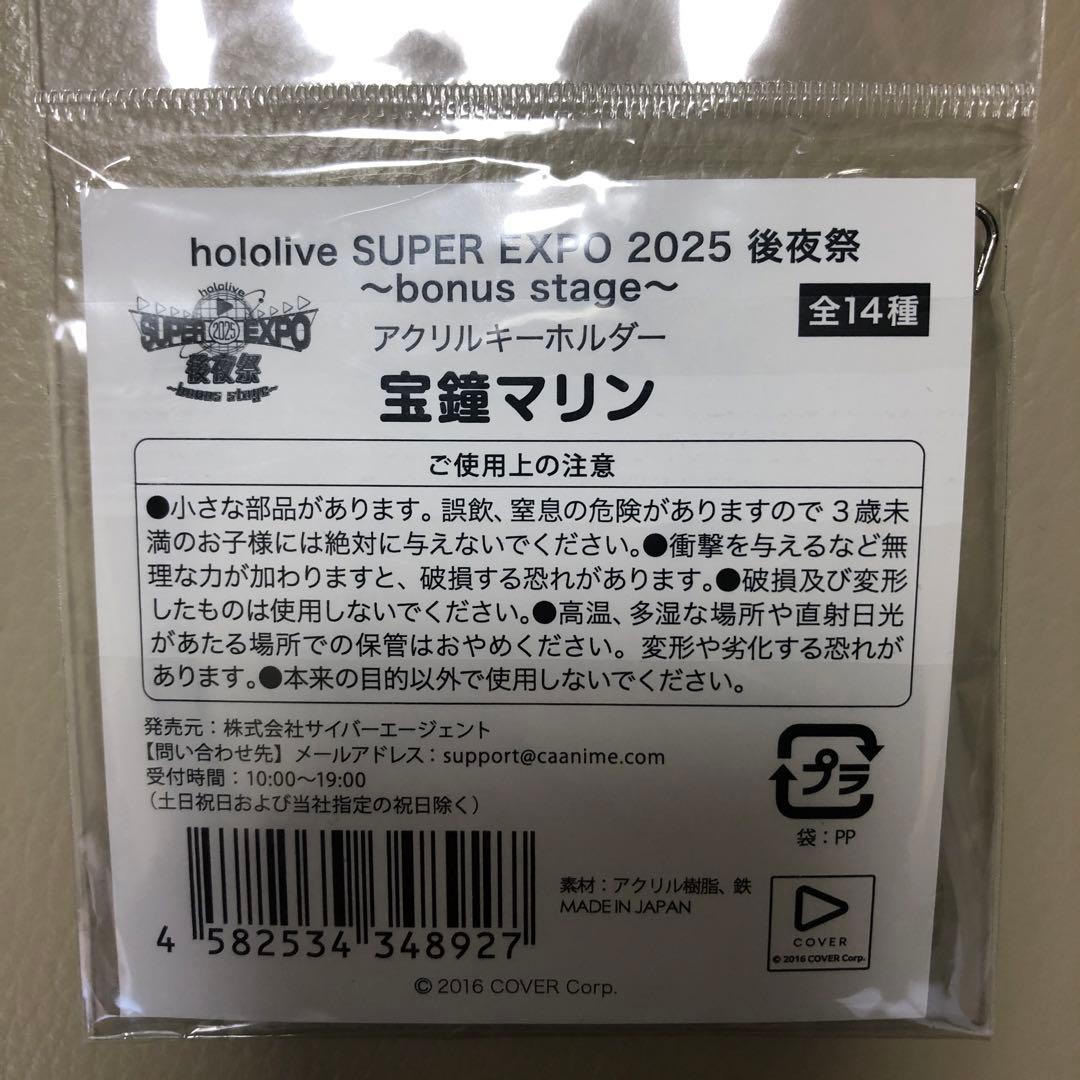 hololive SUPER EXPO 2025 後夜祭
～bonus stage～
hololive
SUPER 2025 EXPO
後夜祭
~bonus stage~
アクリルキーホルダー
全14種
宝鐘マリン
ご使用上の注意
●小さな部品があります。誤飲、窒息の危険がありますので3歳未
満のお子様には絶対に与えないでください。●衝撃を与えるなど無
理な力が加わりますと、破損する恐れがあります。●破損及び変形
したものは使用しないでください。●高温、多湿な場所や直射日光
があたる場所での保管はおやめください。変形や劣化する恐れが
あります。●本来の目的以外で使用しないでください。
発売元：株式会社サイバーエージェント
【問い合わせ先】メールアドレス：support@caanime.com
受付時間：10:00～19:00
（土日祝日および当社指定の祝日除く）
プラ
袋：PP
素材：アクリル樹脂、鉄
MADE IN JAPAN
COVER
© 2016 COVER Corp.
4 582534 348927
© 2016 COVER Corp.